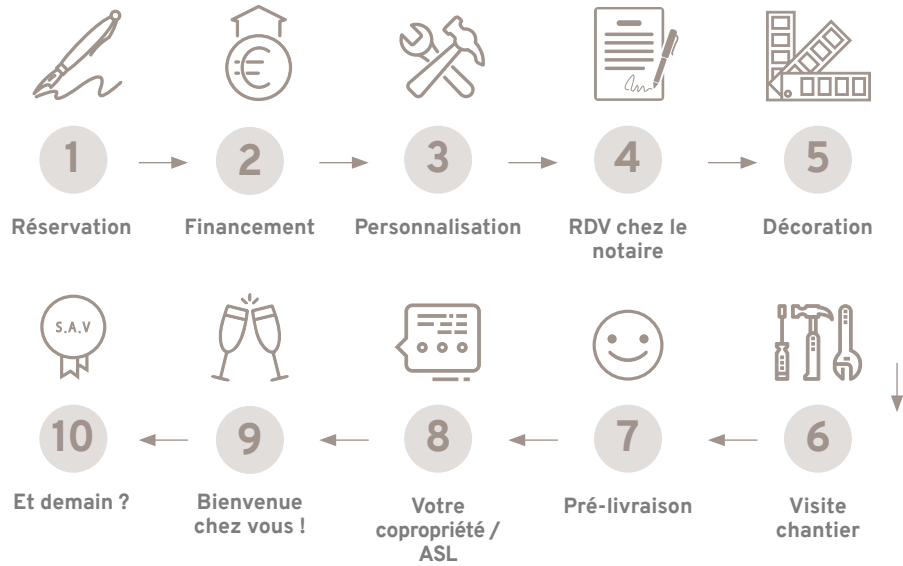 1
2
3
4
5
Réservation
Financement
Personnalisation
RDV chez le
notaire
Décoration
S.A.V
10
9
8
7
6
Et demain ?
Bienvenue
chez vous !
Votre
copropriété /
ASL
Pré-livraison
Visite
chantier